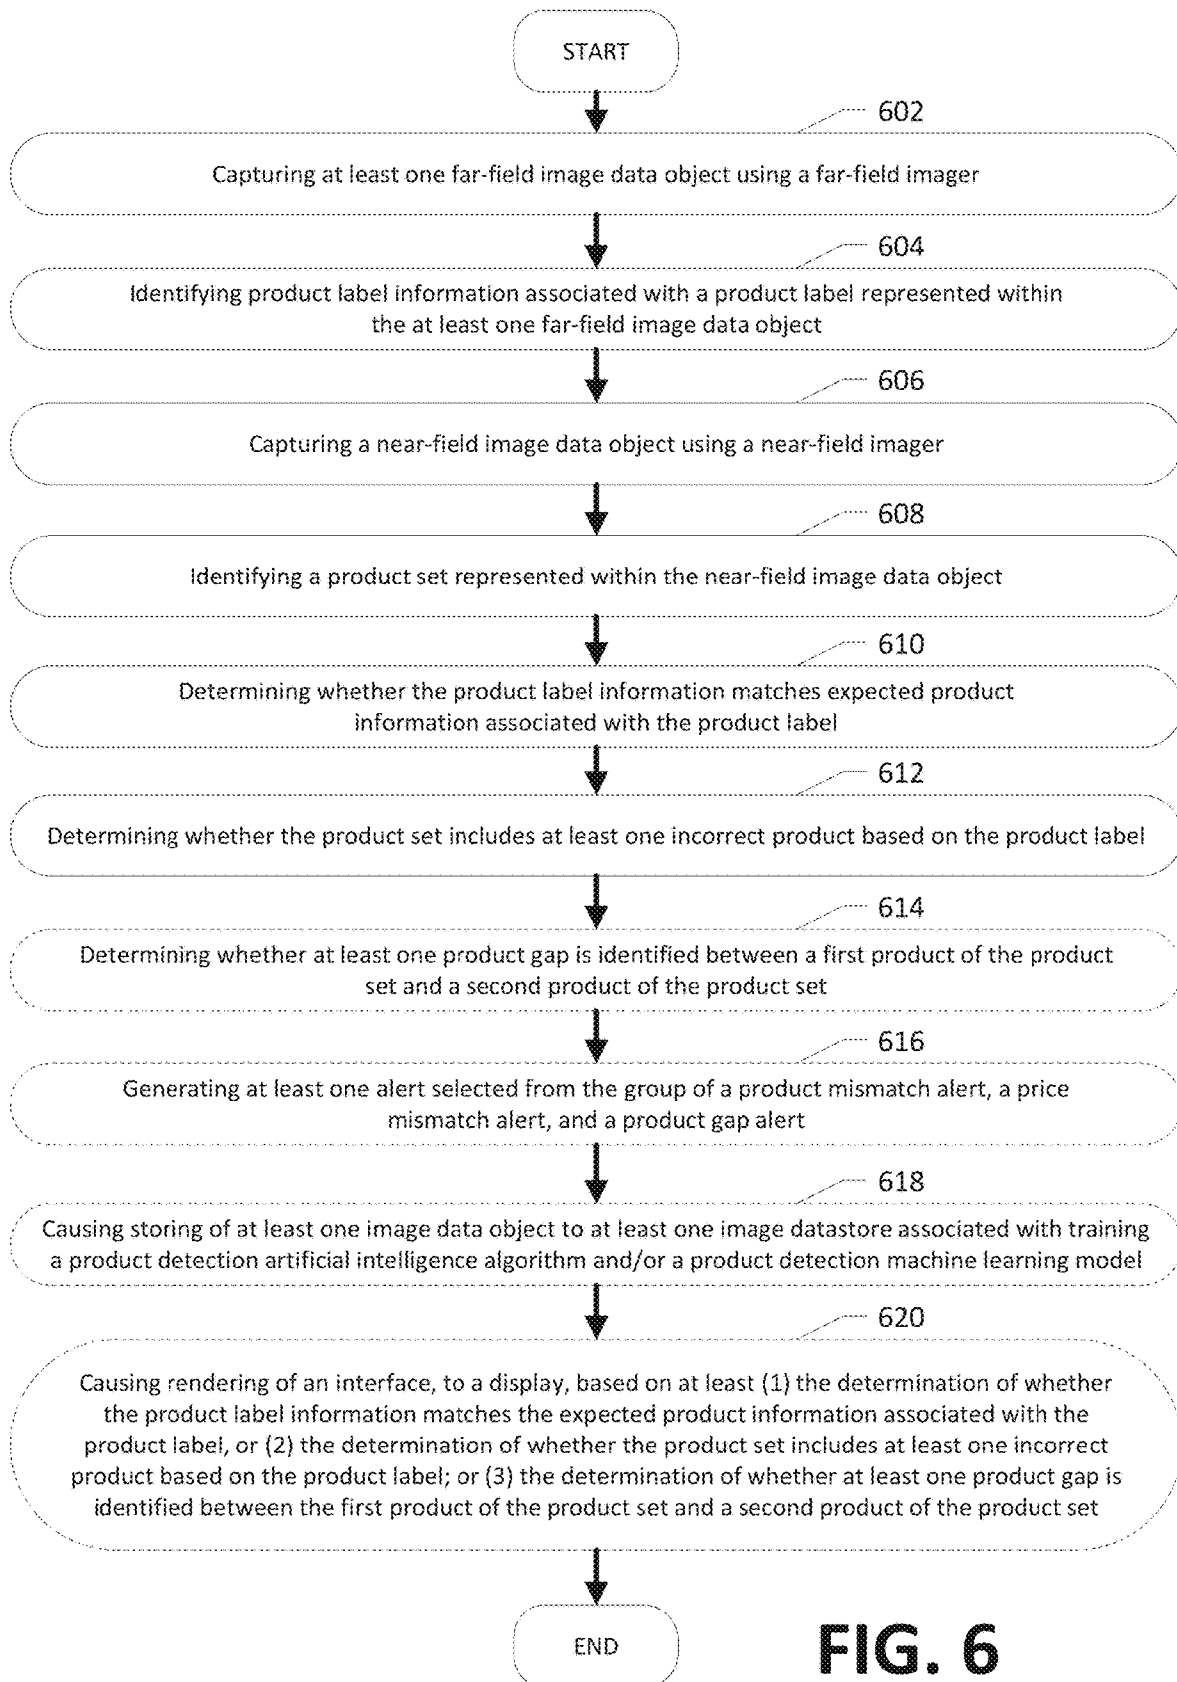 START
602
Capturing at least one far-field image data object using a far-field imager
604
Identifying product label information associated with a product label represented within
the at least one far-field image data object
606
Capturing a near-field image data object using a near-field imager
608
Identifying a product set represented within the near-field image data object
610
Determining whether the product label information matches expected product
information associated with the product label
612
Determining whether the product set includes at least one incorrect product based on the product label
614
Determining whether at least one product gap is identified between a first product of the product
set and a second product of the product set
616
Generating at least one alert selected from the group of a product mismatch alert, a price
mismatch alert, and a product gap alert
618
Causing storing of at least one image data object to at least one image datastore associated with training
a product detection artificial intelligence algorithm and/or a product detection machine learning model
620
Causing rendering of an interface, to a display, based on at least (1) the determination of whether
the product label information matches the expected product information associated with the
product label, or (2) the determination of whether the product set includes at least one incorrect
product based on the product label; or (3) the determination of whether at least one product gap is
identified between the first product of the product set and a second product of the product set
END
FIG. 6